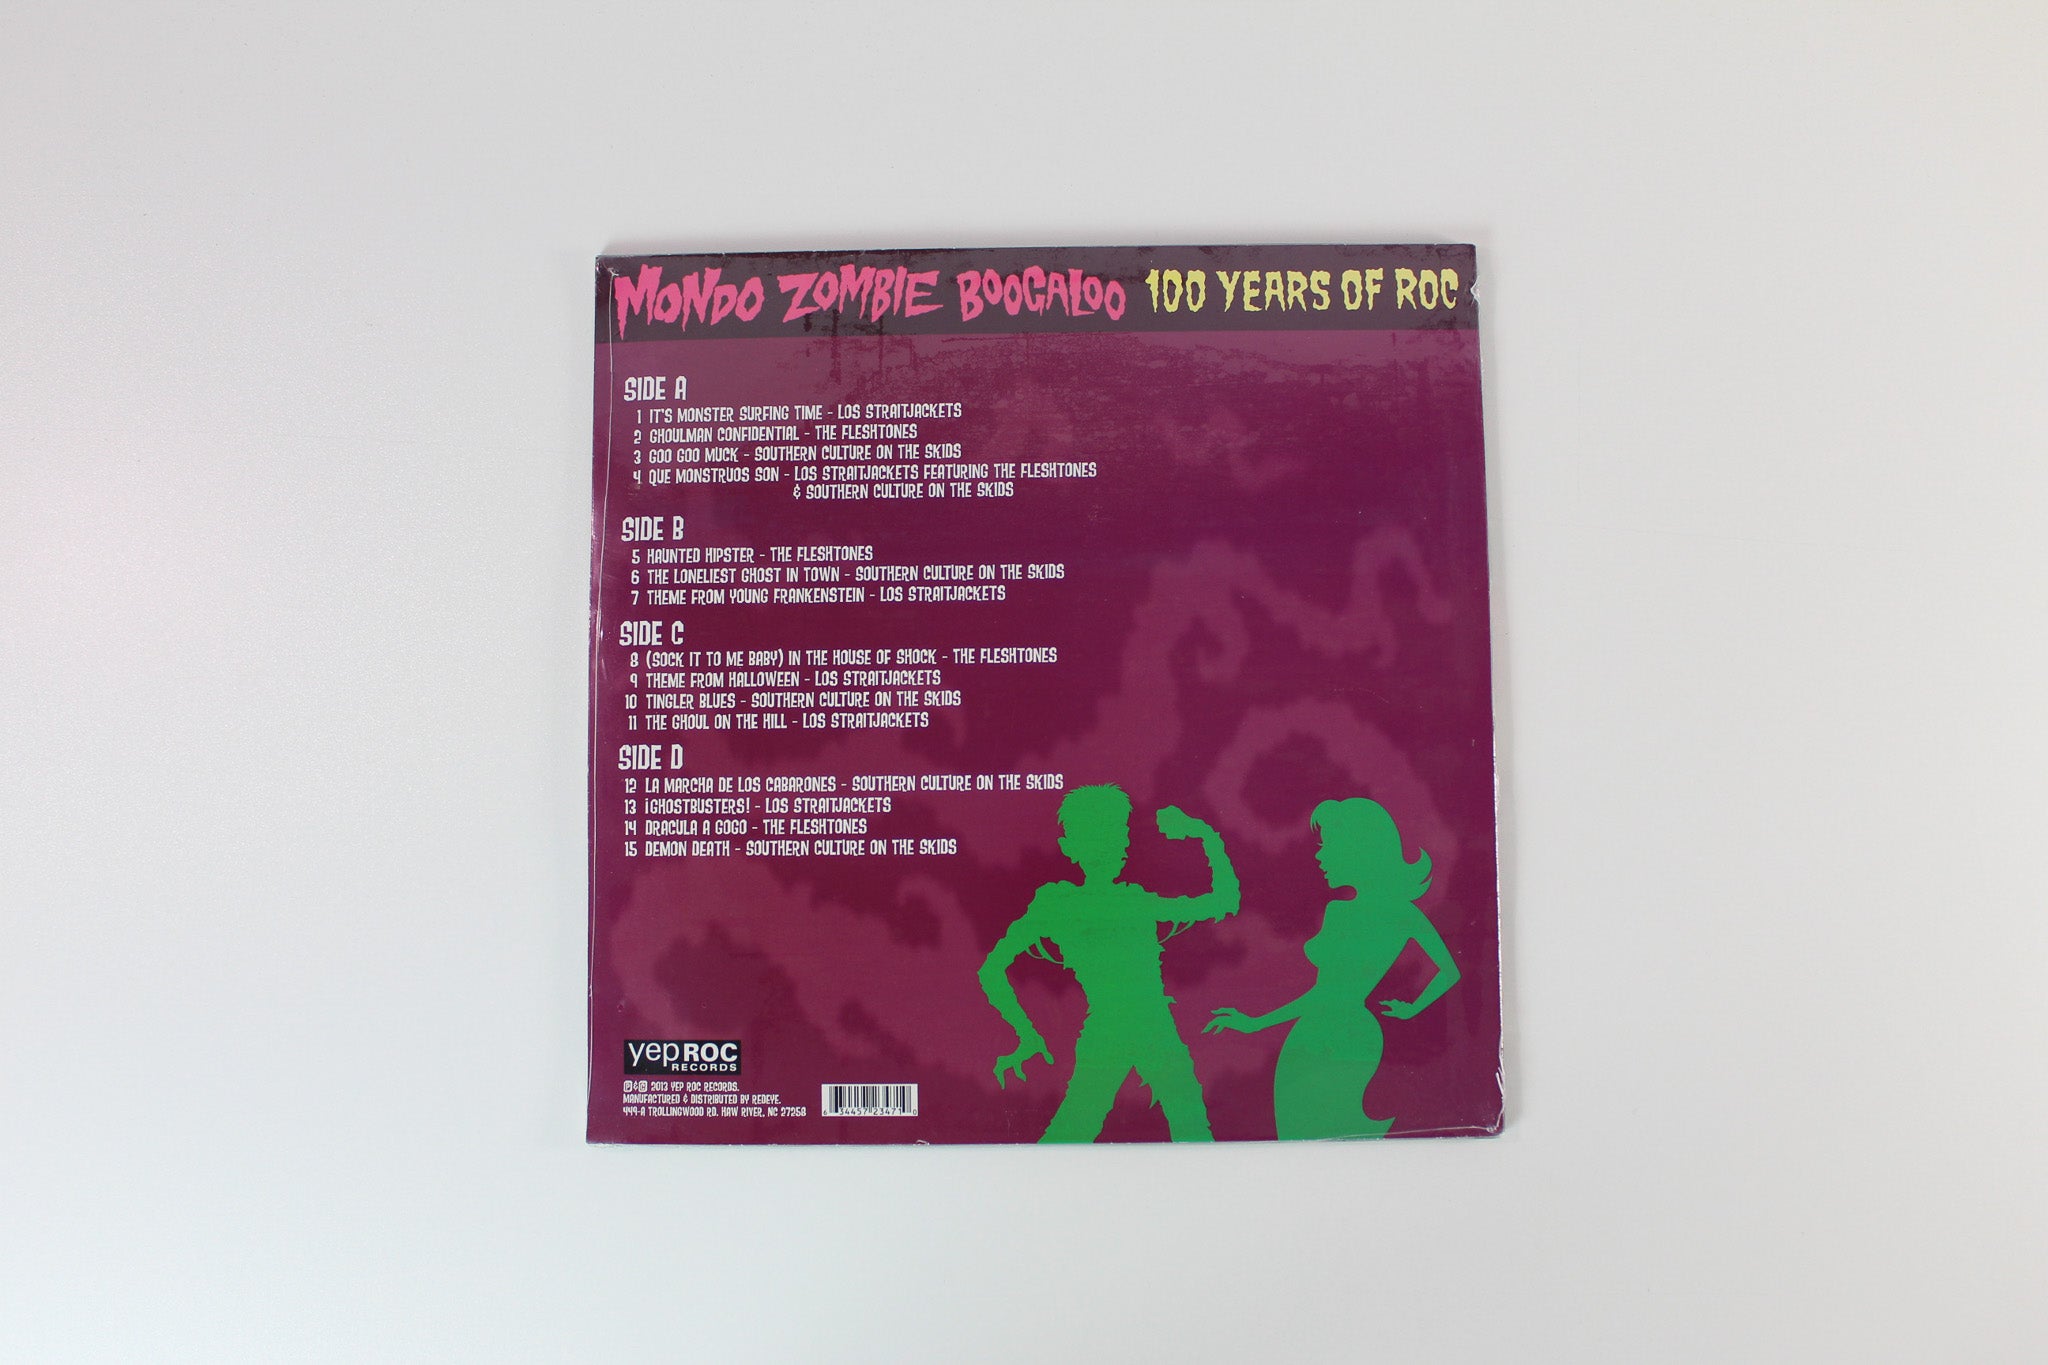 MONDO ZOMBIE BOOGALOO 100 YEARS OF ROC
SIDE A
1 IT'S MONSTER SURFING TIME - LOS STRAITJACKETS
2 GHOULMAN CONFIDENTIAL - THE FLESHTONES
3 GOO GOO MUCK - SOUTHERN CULTURE ON THE SKIDS
4 QUE MONSTRUOS SON - LOS STRAITJACKETS FEATURING THE FLESHTONES
& SOUTHERN CULTURE ON THE SKIDS
SIDE B
5 HAUNTED HIPSTER - THE FLESHTONES
6 THE LONELIEST GHOST IN TOWN - SOUTHERN CULTURE ON THE SKIDS
7 THEME FROM YOUNG FRANKENSTEIN - LOS STRAITJACKETS
SIDE C
8 (SOCK IT TO ME BABY) IN THE HOUSE OF SHOCK - THE FLESHTONES
9 THEME FROM HALLOWEEN - LOS STRAITJACKETS
10 TINGLER BLUES - SOUTHERN CULTURE ON THE SKIDS
11 THE GHOUL ON THE HILL - LOS STRAITJACKETS
SIDE D
12 LA MARCHA DE LOS CABARONES - SOUTHERN CULTURE ON THE SKIDS
13 ¡GHOSTBUSTERS! - LOS STRAITJACKETS
14 DRACULA A GOGO - THE FLESHTONES
15 DEMON DEATH - SOUTHERN CULTURE ON THE SKIDS
yepROC
RECORDS
℗&© 2013 YEP ROC RECORDS.
MANUFACTURED & DISTRIBUTED BY REDEYE.
449-A TROLLINGWOOD RD. HAW RIVER, NC 27258
6 34457 23471 0